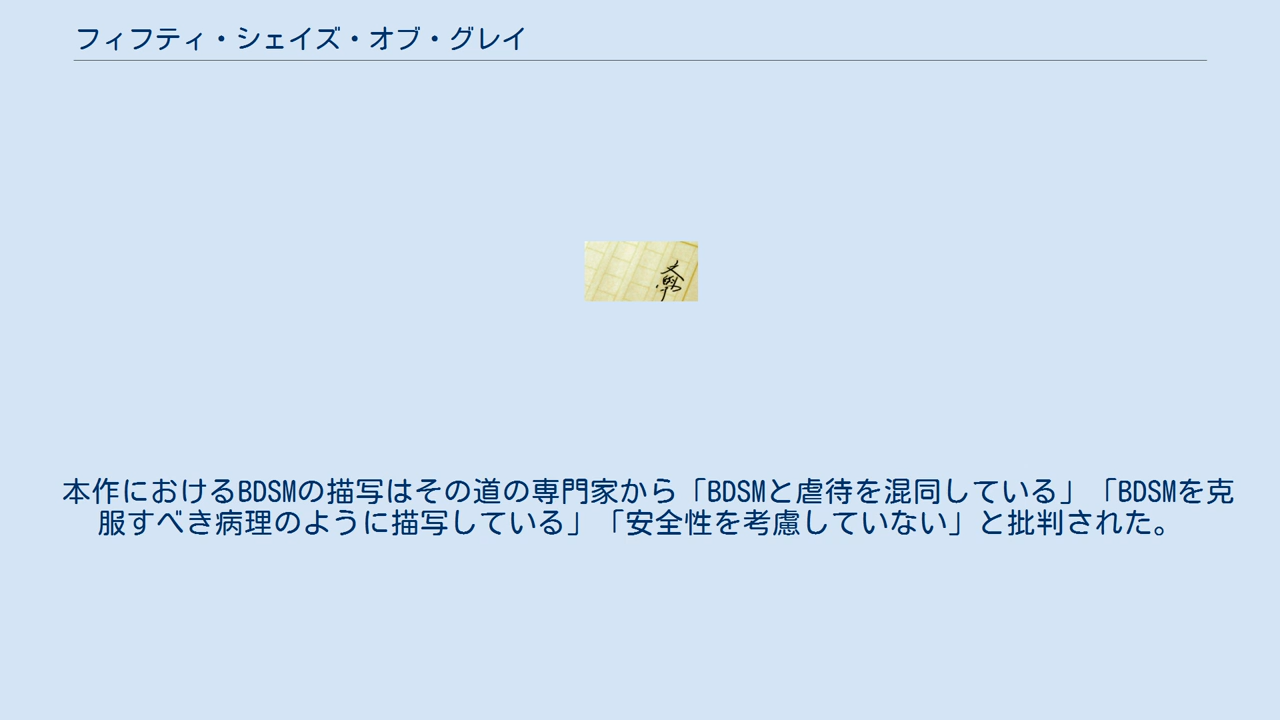 フィフティ・シェイズ・オブ・グレイ
本作におけるBDSMの描写はその道の専門家から「BDSMと虐待を混同している」「BDSMを克
服すべき病理のように描写している」「安全性を考慮していない」と批判された。